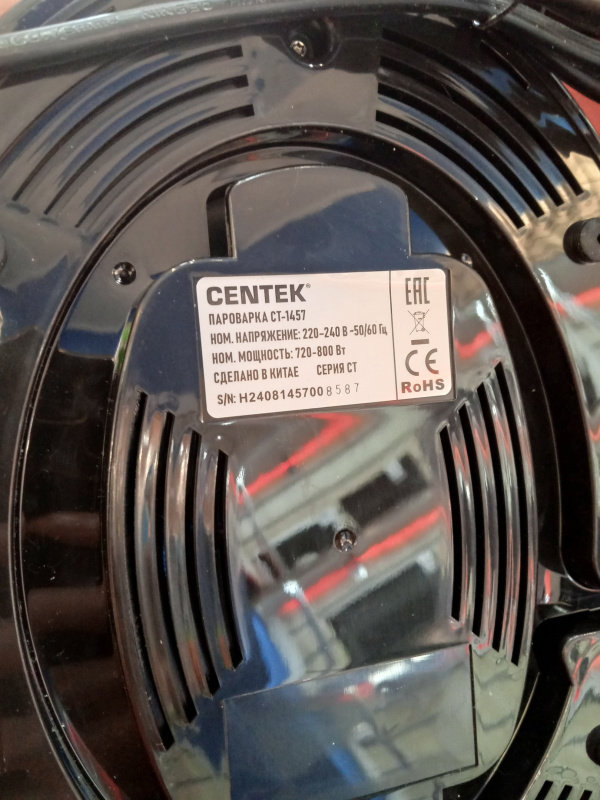 CENTEK®
ПАРОВАРКА CT-1457
НОМ. НАПРЯЖЕНИЕ: 220-240 В ~50/60 Гц
НОМ. МОЩНОСТЬ: 720-800 Вт
СДЕЛАНО В КИТАЕ СЕРИЯ СТ
S/N: H24081457008587
EAC
CE
RoHS